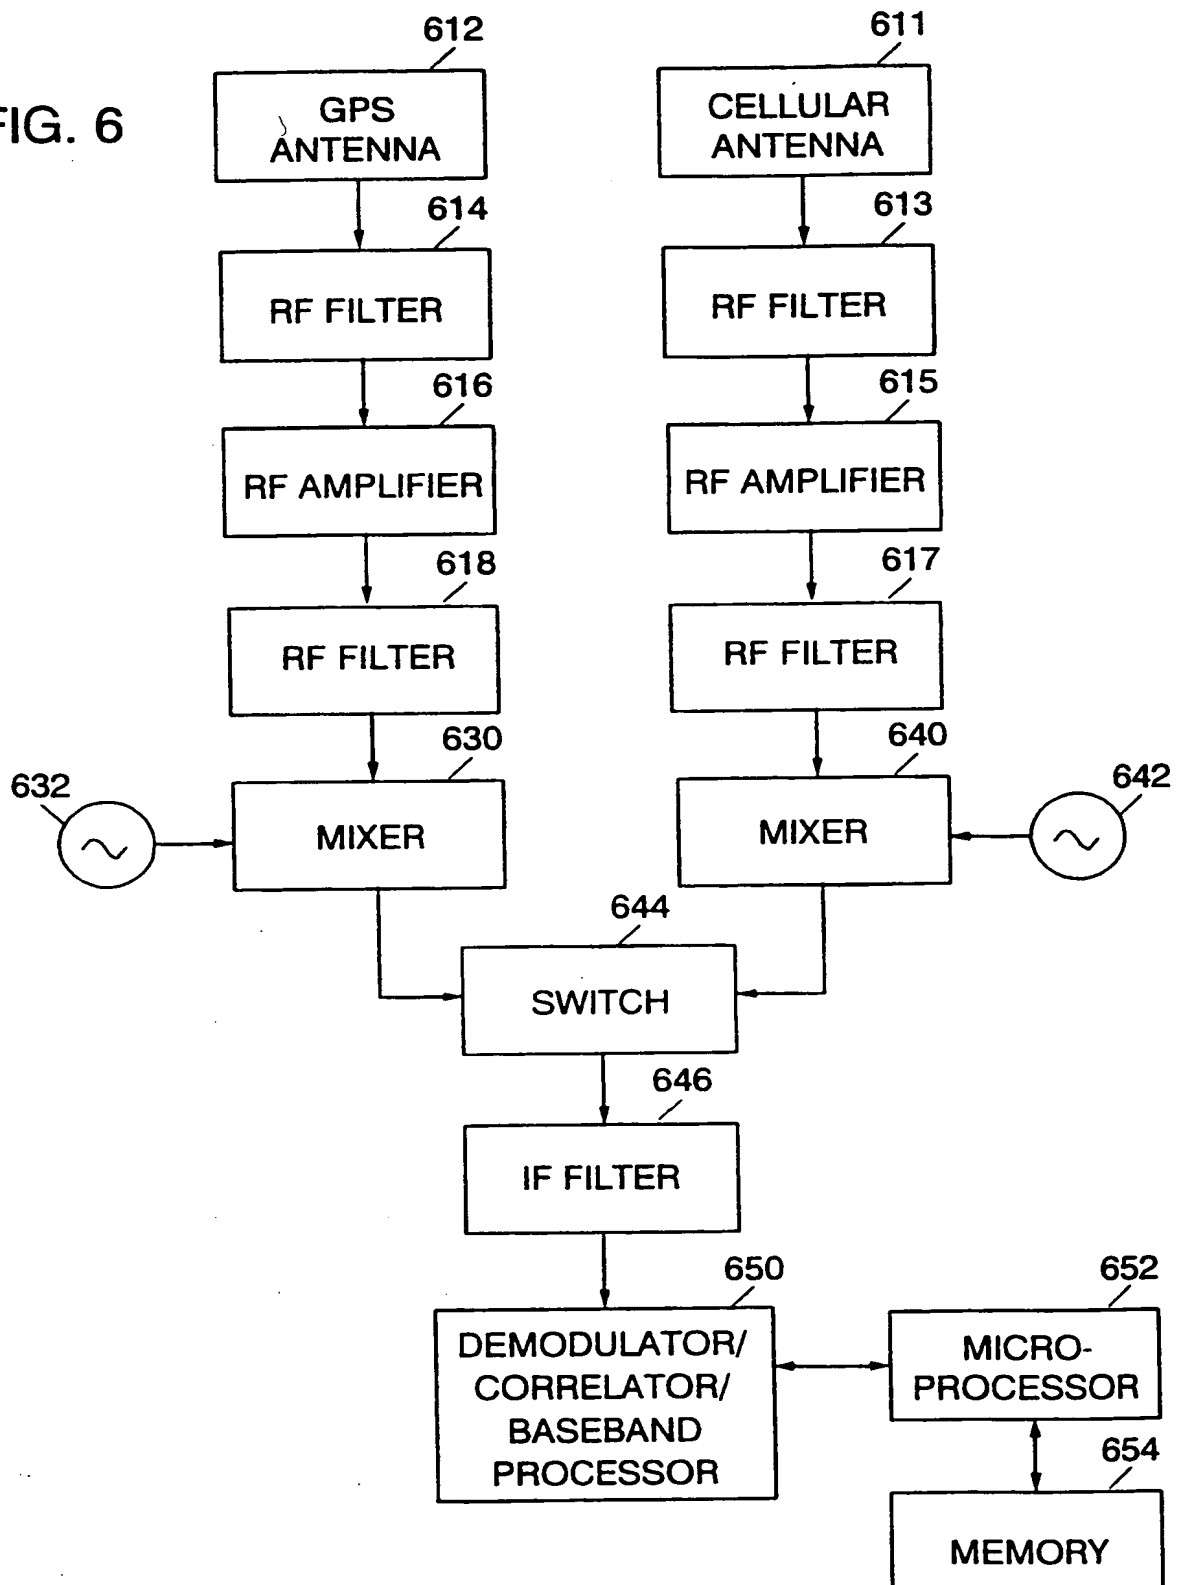 FIG. 6
612
GPS
ANTENNA
611
CELLULAR
ANTENNA
614
RF FILTER
613
RF FILTER
616
RF AMPLIFIER
615
RF AMPLIFIER
618
RF FILTER
617
RF FILTER
632
630
MIXER
640
MIXER
642
644
SWITCH
646
IF FILTER
650
DEMODULATOR/
CORRELATOR/
BASEBAND
PROCESSOR
652
MICRO-
PROCESSOR
654
MEMORY